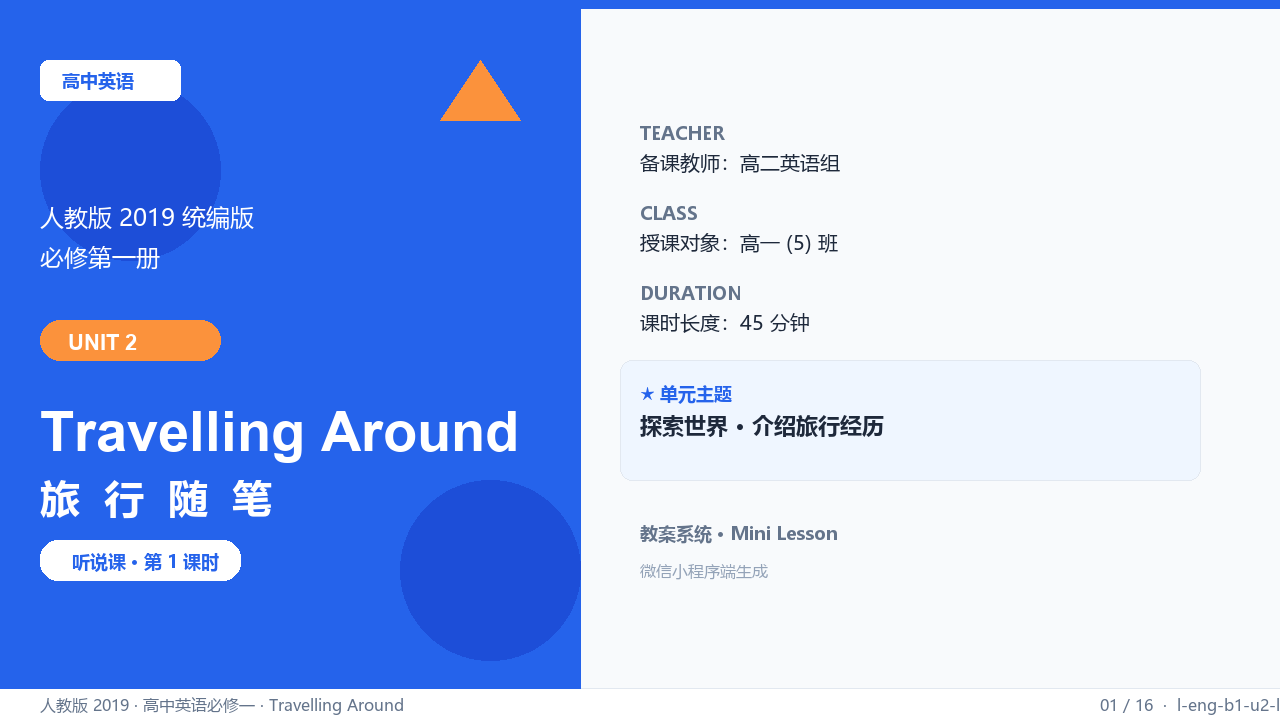 高中英语
人教版 2019 统编版
必修第一册
UNIT 2
Travelling Around
旅 行 随 笔
听说课 • 第 1 课时
TEACHER
备课教师：高二英语组
CLASS
授课对象：高一 (5) 班
DURATION
课时长度：45 分钟
★ 单元主题
探索世界 • 介绍旅行经历
教案系统 • Mini Lesson
微信小程序端生成
人教版 2019 · 高中英语必修一 · Travelling Around
01 / 16 · l-eng-b1-u2-l